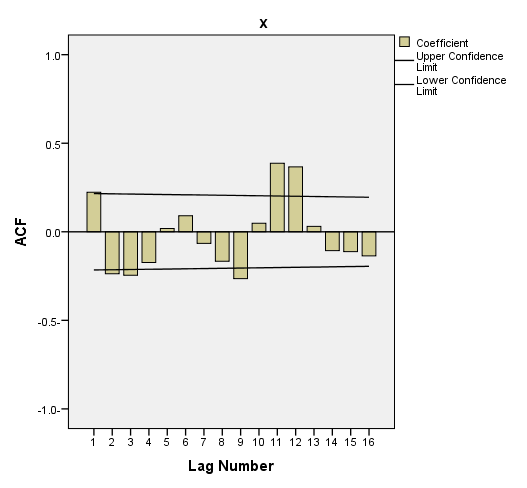 X
Coefficient
Upper Confidence
Limit
Lower Confidence
Limit
1.0
0.5
0.0
-0.5
-1.0
ACF
1 2 3 4 5 6 7 8 9 10 11 12 13 14 15 16
Lag Number